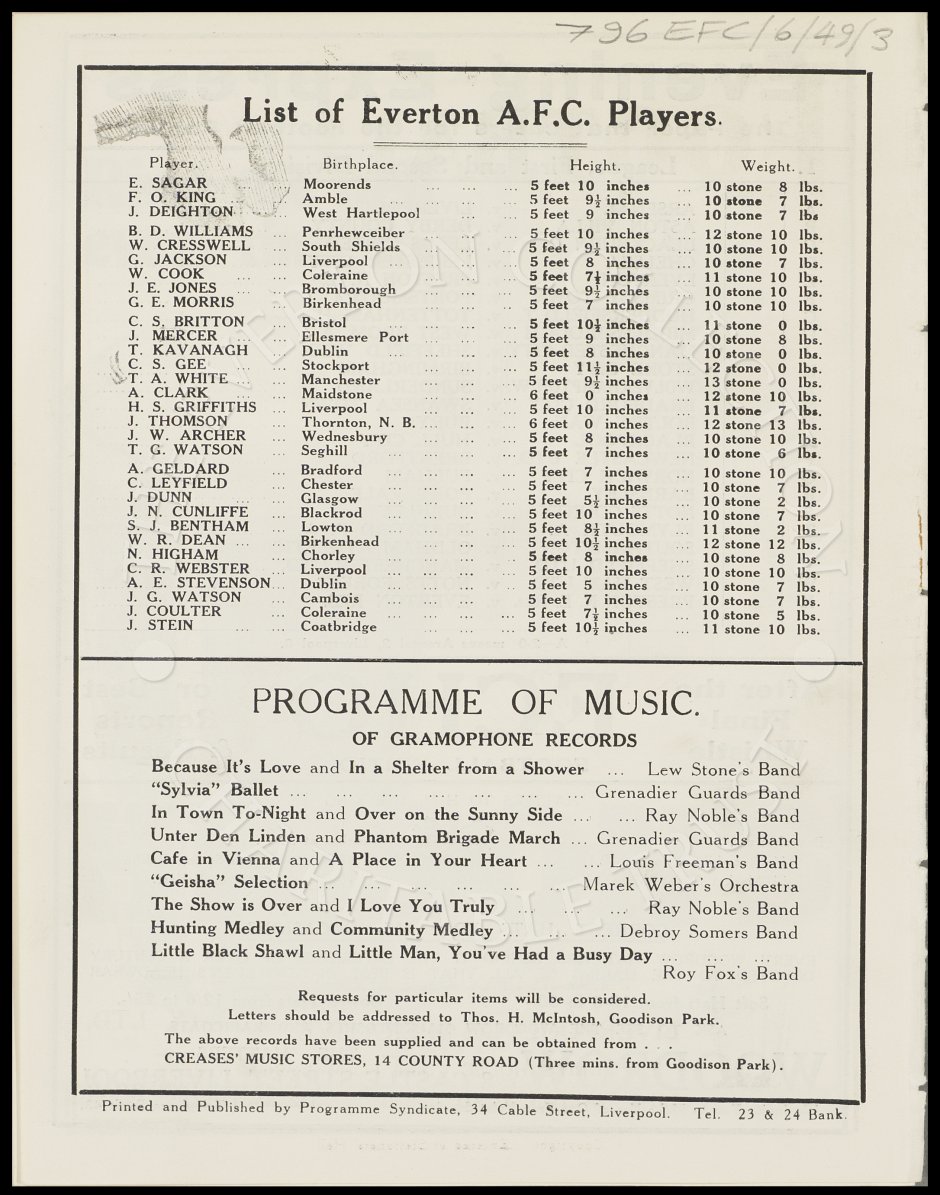 796 EFC/6/49/3
List of Everton A.F.C. Players.
Player. Birthplace. Height. Weight.
E. SAGAR ... ... Moorends ... ... ... 5 feet 10 inches ... 10 stone 8 lbs.
F. O. KING ... ... Amble ... ... ... ... 5 feet 9½ inches ... 10 stone 7 lbs.
J. DEIGHTON ... West Hartlepool ... ... 5 feet 9 inches ... 10 stone 7 lbs
B. D. WILLIAMS ... Penrhewceiber ... ... ... 5 feet 10 inches ... 12 stone 10 lbs.
W. CRESSWELL ... South Shields ... ... ... 5 feet 9½ inches ... 10 stone 10 lbs.
G. JACKSON ... Liverpool ... ... ... ... 5 feet 8 inches ... 10 stone 7 lbs.
W. COOK ... ... Coleraine ... ... ... ... 5 feet 7½ inches ... 11 stone 10 lbs.
J. E. JONES ... ... Bromborough ... ... ... 5 feet 9½ inches ... 10 stone 10 lbs.
G. E. MORRIS ... Birkenhead ... ... ... 5 feet 7 inches ... 10 stone 10 lbs.
C. S. BRITTON ... Bristol ... ... ... ... 5 feet 10½ inches ... 11 stone 0 lbs.
J. MERCER ... ... Ellesmere Port ... ... 5 feet 9 inches ... 10 stone 8 lbs.
T. KAVANAGH ... Dublin ... ... ... ... 5 feet 8 inches ... 10 stone 0 lbs.
C. S. GEE ... ... Stockport ... ... ... 5 feet 11½ inches ... 12 stone 0 lbs.
T. A. WHITE ... ... Manchester ... ... ... 5 feet 9½ inches ... 13 stone 0 lbs.
A. CLARK ... ... Maidstone ... ... ... 6 feet 0 inches ... 12 stone 10 lbs.
H. S. GRIFFITHS ... Liverpool ... ... ... 5 feet 10 inches ... 11 stone 7 lbs.
J. THOMSON ... Thornton, N. B. ... ... ... 6 feet 0 inches ... 12 stone 13 lbs.
J. W. ARCHER ... Wednesbury ... ... ... 5 feet 8 inches ... 10 stone 10 lbs.
T. G. WATSON ... Seghill ... ... ... ... 5 feet 7 inches ... 10 stone 6 lbs.
A. GELDARD ... Bradford ... ... ... ... 5 feet 7 inches ... 10 stone 10 lbs.
C. LEYFIELD ... Chester ... ... ... ... 5 feet 7 inches ... 10 stone 7 lbs.
J. DUNN ... ... Glasgow ... ... ... ... 5 feet 5½ inches ... 10 stone 2 lbs.
J. N. CUNLIFFE ... Blackrod ... ... ... ... 5 feet 10 inches ... 10 stone 7 lbs.
S. J. BENTHAM ... Lowton ... ... ... ... 5 feet 8½ inches ... 11 stone 2 lbs.
W. R. DEAN ... ... Birkenhead ... ... ... 5 feet 10½ inches ... 12 stone 12 lbs.
N. HIGHAM ... Chorley ... ... ... ... 5 feet 8 inches ... 10 stone 8 lbs.
C. R. WEBSTER ... Liverpool ... ... ... ... 5 feet 10 inches ... 10 stone 10 lbs.
A. E. STEVENSON ... Dublin ... ... ... ... 5 feet 5 inches ... 10 stone 7 lbs.
J. G. WATSON ... Cambois ... ... ... ... 5 feet 7 inches ... 10 stone 7 lbs.
J. COULTER ... Coleraine ... ... ... ... 5 feet 7½ inches ... 10 stone 5 lbs.
J. STEIN ... ... Coatbridge ... ... ... 5 feet 10½ inches ... 11 stone 10 lbs.
PROGRAMME OF MUSIC.
OF GRAMOPHONE RECORDS
Because It's Love and In a Shelter from a Shower ... Lew Stone's Band
"Sylvia" Ballet ... ... ... ... ... ... ... Grenadier Guards Band
In Town To-Night and Over on the Sunny Side ... ... Ray Noble's Band
Unter Den Linden and Phantom Brigade March ... Grenadier Guards Band
Cafe in Vienna and A Place in Your Heart ... ... Louis Freeman's Band
"Geisha" Selection ... ... ... ... ... ... Marek Weber's Orchestra
The Show is Over and I Love You Truly ... ... ... Ray Noble's Band
Hunting Medley and Community Medley ... ... ... Debroy Somers Band
Little Black Shawl and Little Man, You've Had a Busy Day ... ... ...
Roy Fox's Band
Requests for particular items will be considered.
Letters should be addressed to Thos. H. McIntosh, Goodison Park.
The above records have been supplied and can be obtained from . . .
CREASES' MUSIC STORES, 14 COUNTY ROAD (Three mins. from Goodison Park).
Printed and Published by Programme Syndicate, 34 Cable Street, Liverpool. Tel. 23 & 24 Bank.